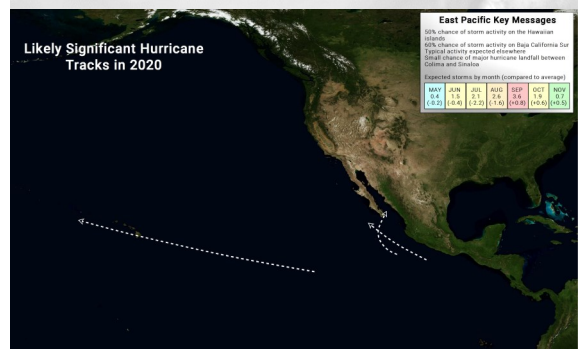 Likely Significant Hurricane
Tracks in 2020
East Pacific Key Messages
50% chance of storm activity on the Hawaiian
islands
60% chance of storm activity on Baja California Sur
Typical activity expected elsewhere
Small chance of major hurricane landfall between
Colima and Sinaloa
Expected storms by month (compared to average)
MAY JUN JUL AUG SEP OCT NOV
0.4 1.5 2.1 2.6 3.6 1.9 0.7
(-0.2) (-0.4) (-2.2) (-1.6) (+0.8) (+0.6) (+0.5)